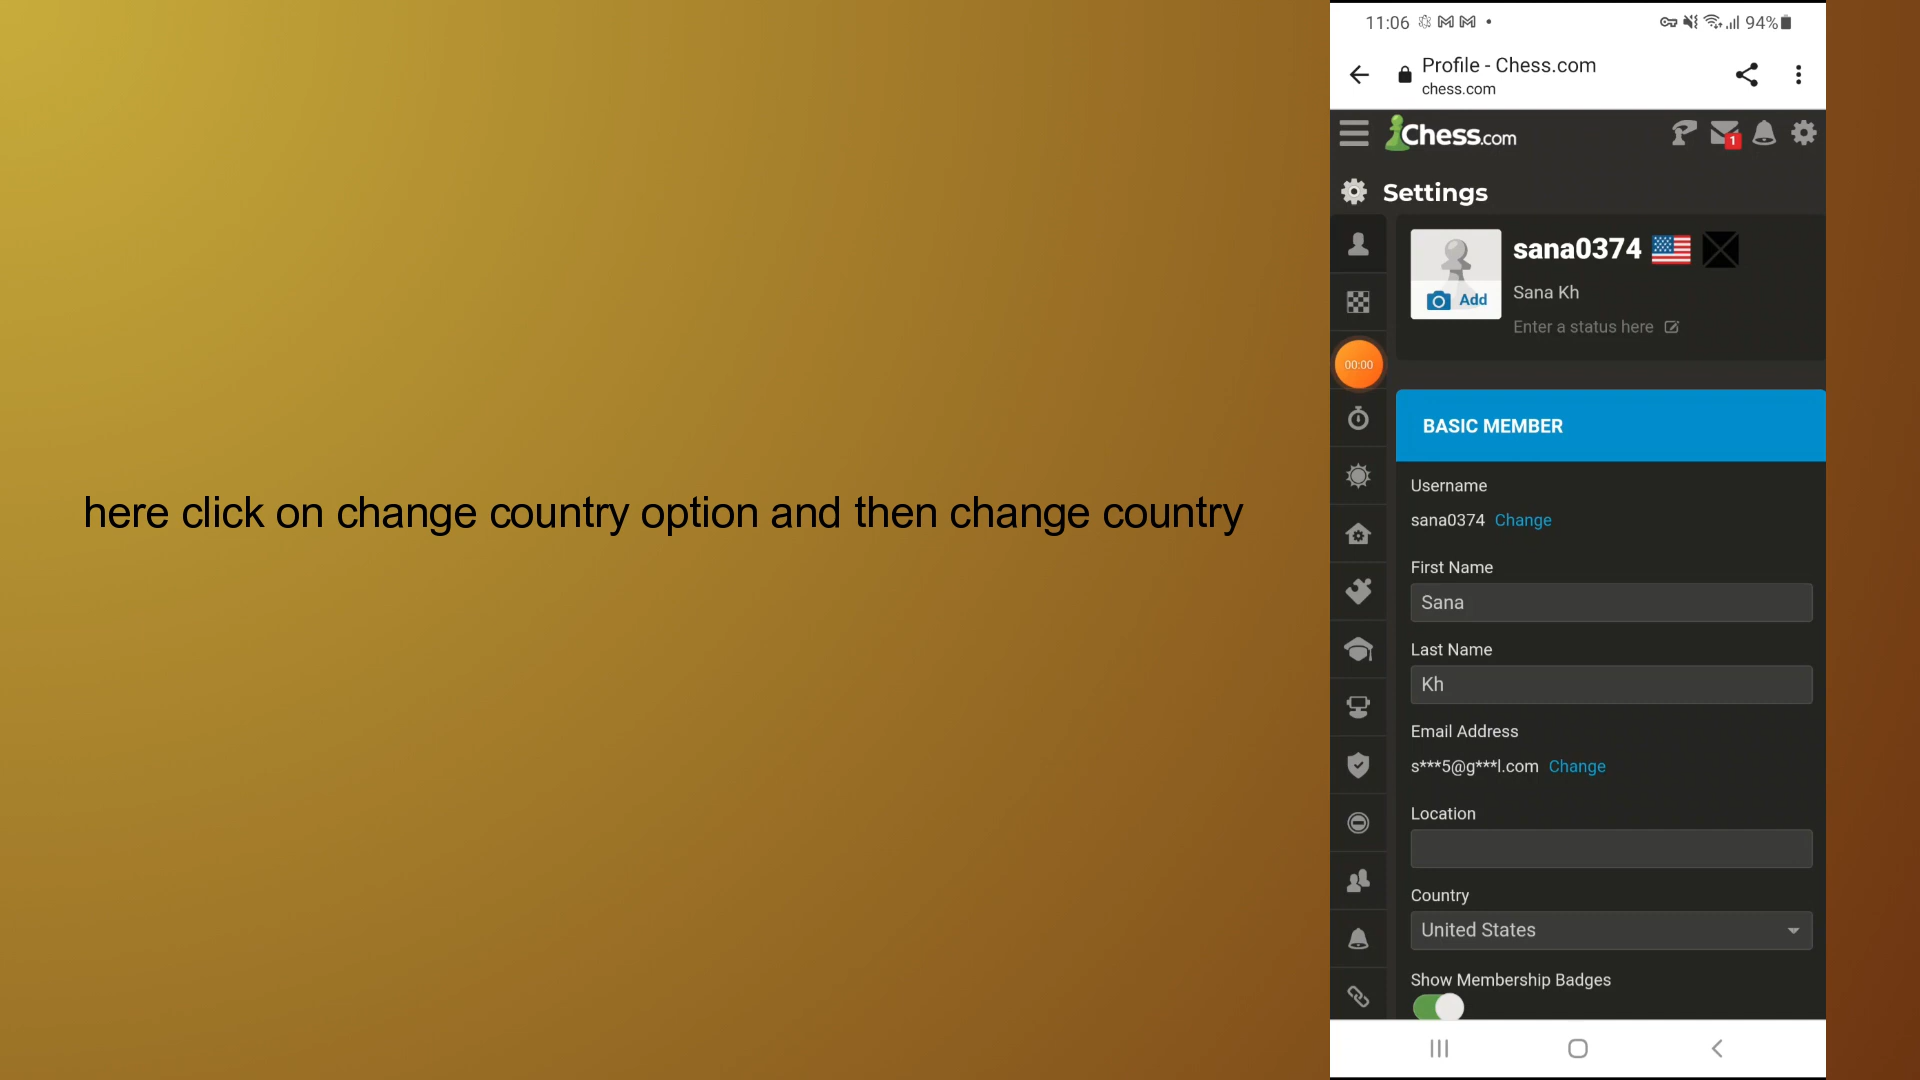 here click on change country option and then change country
11:06
94%
Profile - Chess.com
chess.com
Chess.com
1
Settings
sana0374
Sana Kh
Add
Enter a status here
00:00
BASIC MEMBER
Username
sana0374 Change
First Name
Sana
Last Name
Kh
Email Address
s***5@g***l.com Change
Location
Country
United States
Show Membership Badges